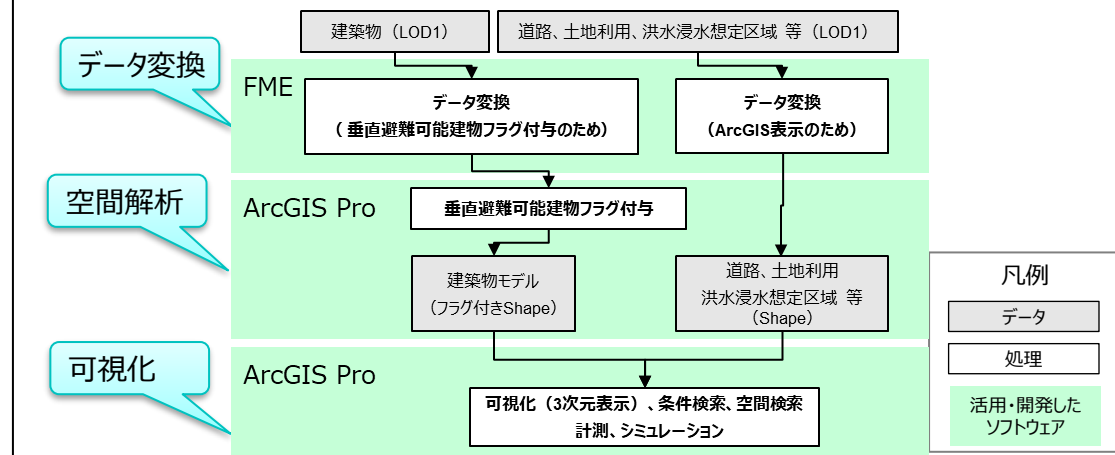 建築物（LOD1）
道路、土地利用、洪水浸水想定区域 等（LOD1）
データ変換
FME
データ変換
（ 垂直避難可能建物フラグ付与のため）
データ変換
（ArcGIS表示のため）
空間解析
ArcGIS Pro
垂直避難可能建物フラグ付与
建築物モデル
（フラグ付きShape）
道路、土地利用
洪水浸水想定区域 等
（Shape）
可視化
ArcGIS Pro
可視化（3次元表示）、条件検索、空間検索
計測、シミュレーション
凡例
データ
処理
活用・開発した
ソフトウェア